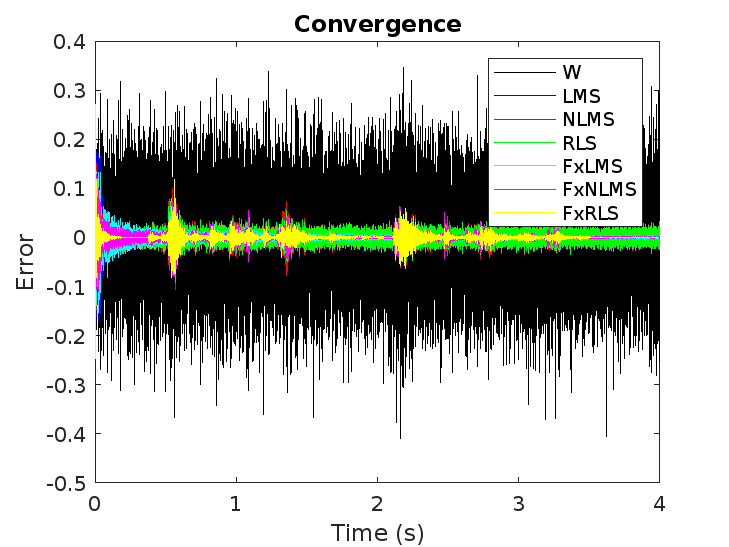 Convergence
0.4
0.3
0.2
0.1
0
-0.1
-0.2
-0.3
-0.4
-0.5
Error
W
LMS
NLMS
RLS
FxLMS
FxNLMS
FxRLS
0
1
2
3
4
Time (s)